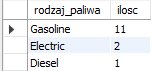 rodzaj_paliwa ilosc
Gasoline 11
Electric 2
Diesel 1